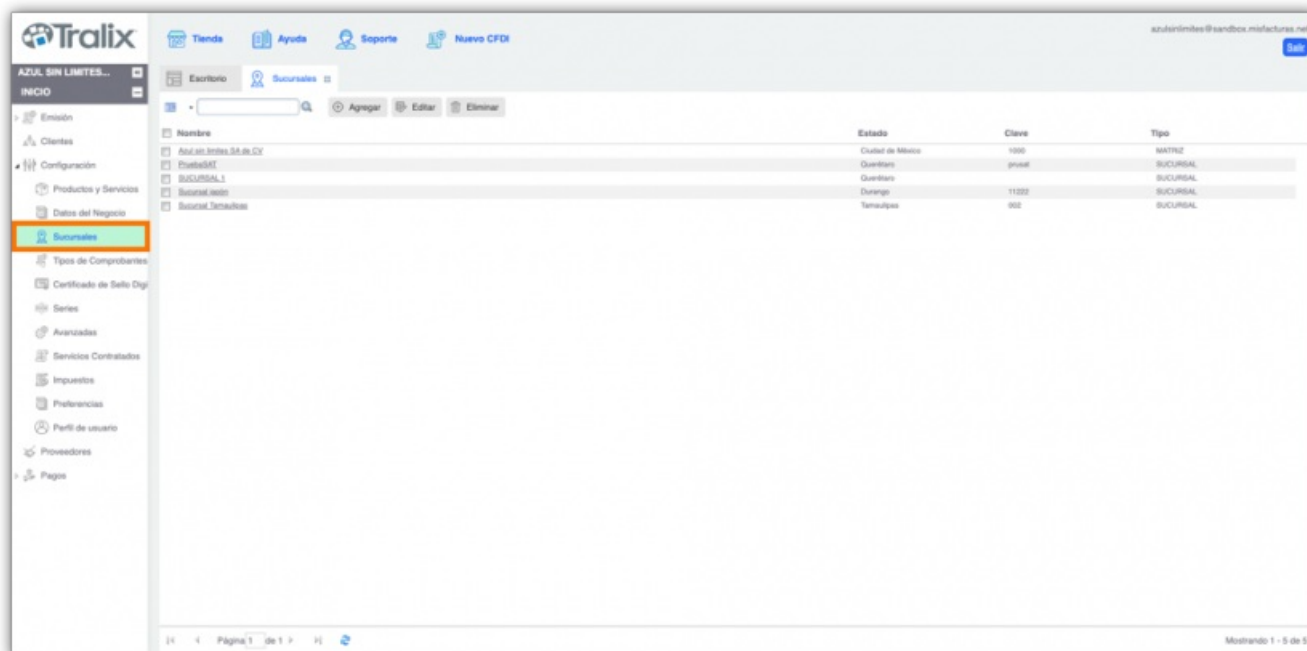 Tralix
Tienda Ayuda Soporte Nuevo CFDI
azulsinlimites@sandbox.misfacturas.net
Salir
AZUL SIN LIMITES...
INICIO
Emisión
Clientes
Configuración
Productos y Servicios
Datos del Negocio
Sucursales
Tipos de Comprobantes
Certificado de Sello Digi
Series
Avanzadas
Servicios Contratados
Impuestos
Preferencias
Perfil de usuario
Proveedores
Pagos
Escritorio Sucursales
Agregar Editar Eliminar
Nombre Estado Clave Tipo
Azul sin limites SA de CV Ciudad de México 1000 MATRIZ
PruebaSAT Querétaro prusat SUCURSAL
SUCURSAL 1 Querétaro SUCURSAL
Sucursal Durango 11222 SUCURSAL
Sucursal Tamaulipas Tamaulipas 002 SUCURSAL
Página 1 de 1
Mostrando 1 - 5 de 5